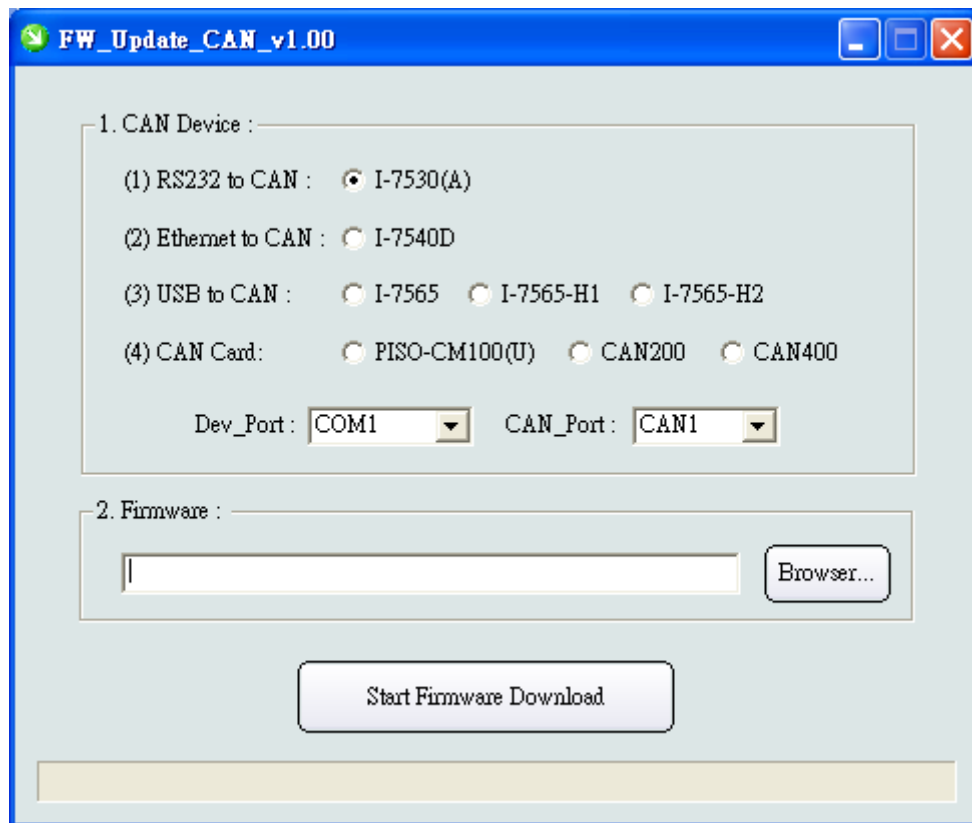 FW_Update_CAN_v1.00
1. CAN Device :
(1) RS232 to CAN : I-7530(A)
(2) Ethernet to CAN : I-7540D
(3) USB to CAN : I-7565 I-7565-H1 I-7565-H2
(4) CAN Card: PISO-CM100(U) CAN200 CAN400
Dev_Port : COM1 CAN_Port : CAN1
2. Firmware :
Browser...
Start Firmware Download